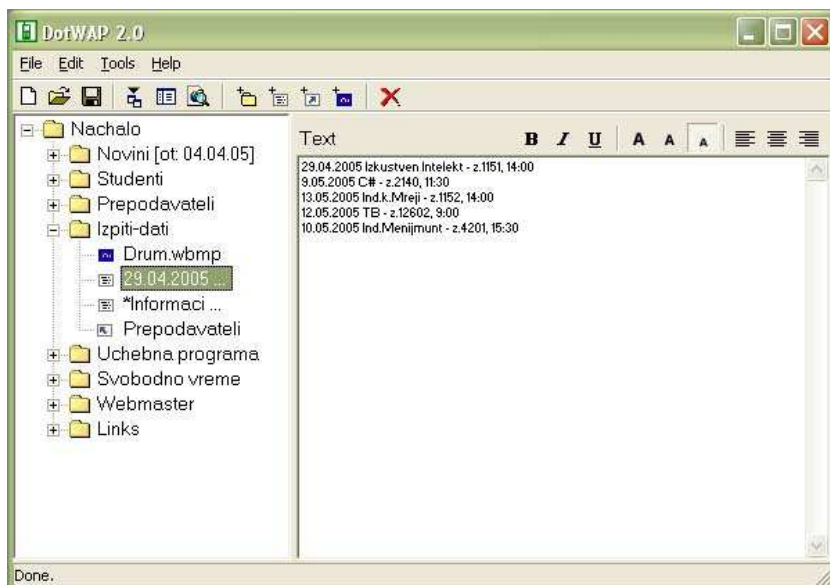 DotWAP 2.0
File Edit Tools Help
Nachalo
Novini [ot: 04.04.05]
Studenti
Prepodavateli
Izpiti-dati
Drum.wbmp
29.04.2005 ...
*Informaci ...
Prepodavateli
Uchebna programa
Svobodno vreme
Webmaster
Links
Text B I U A A A
29.04.2005 Izkustven Intelekt - z.1151, 14:00
9.05.2005 C# - z.2140, 11:30
13.05.2005 Ind.k.Mreji - z.1152, 14:00
12.05.2005 TB - z.12602, 9:00
10.05.2005 Ind.Menijmunt - z.4201, 15:30
Done.